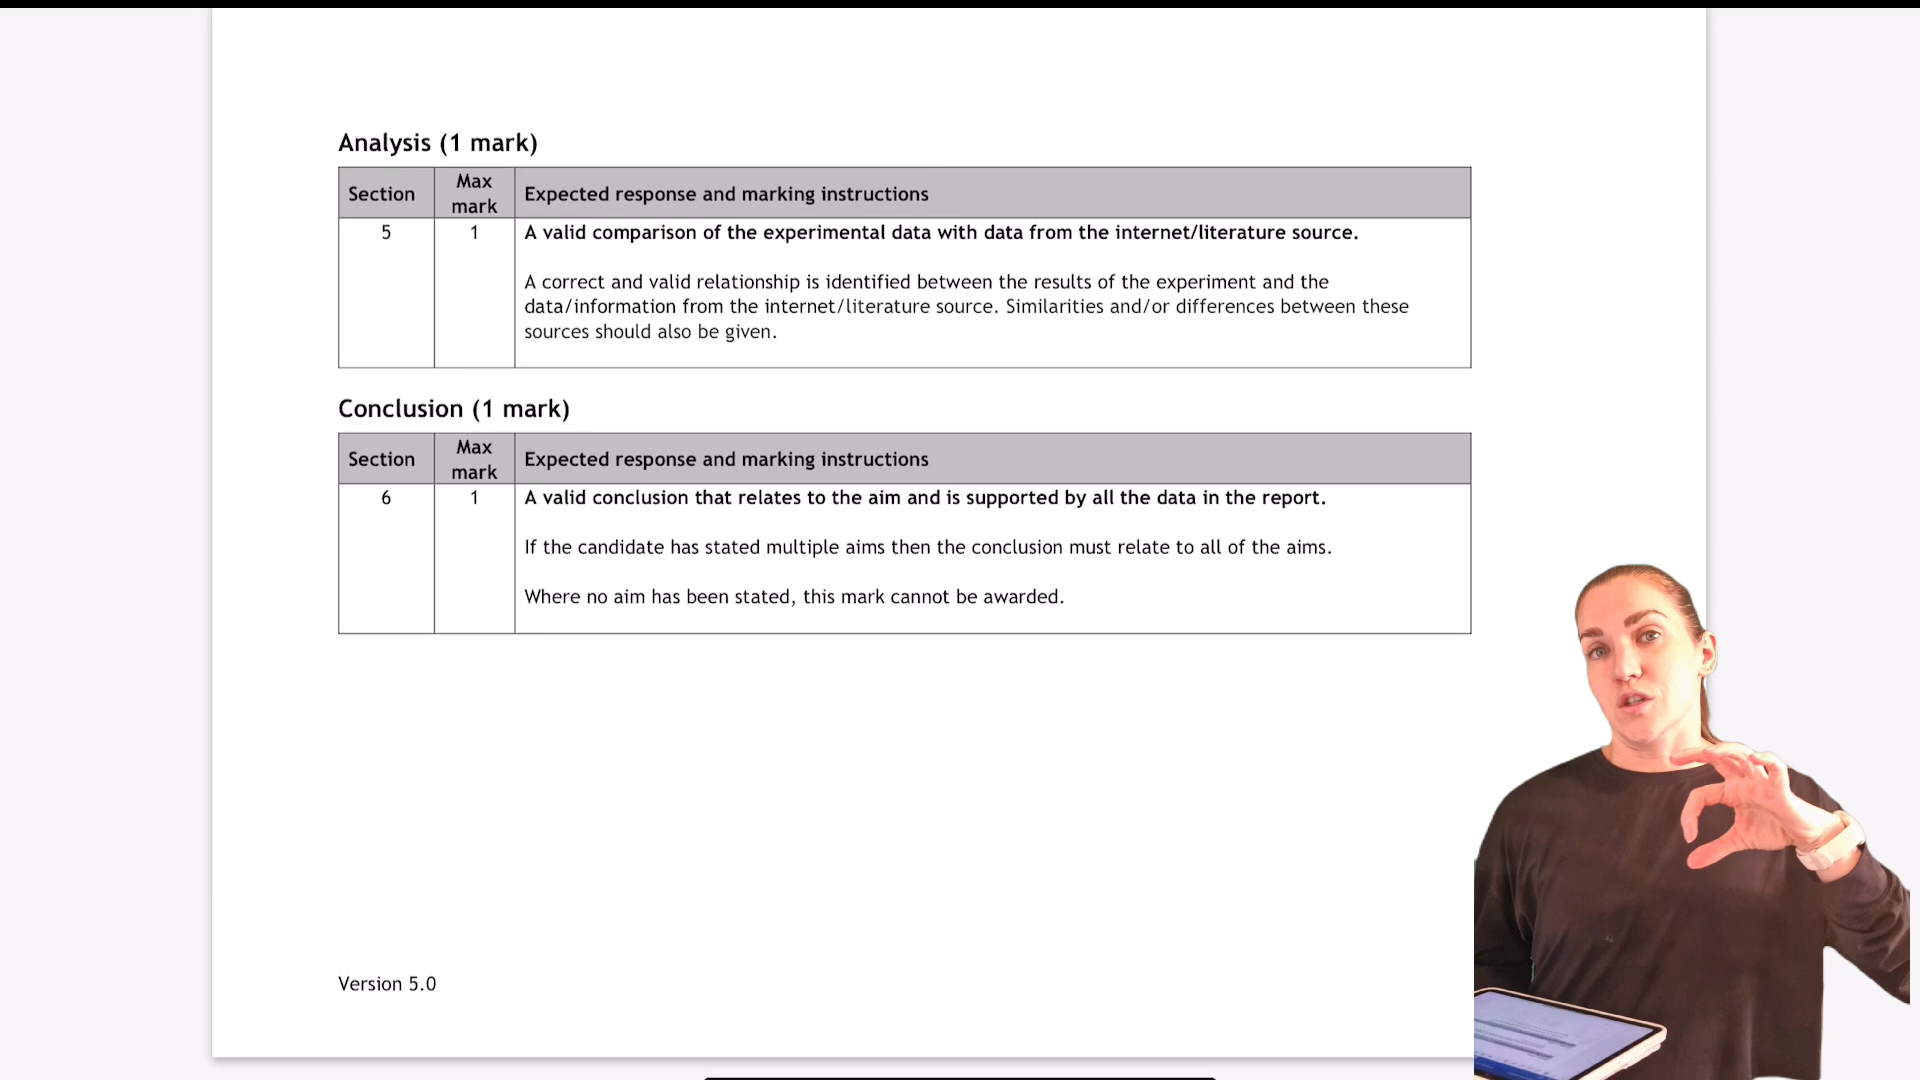 Analysis (1 mark)
Section
Max
mark
Expected response and marking instructions
5
1
A valid comparison of the experimental data with data from the internet/literature source.
A correct and valid relationship is identified between the results of the experiment and the
data/information from the internet/literature source. Similarities and/or differences between these
sources should also be given.
Conclusion (1 mark)
Section
Max
mark
Expected response and marking instructions
6
1
A valid conclusion that relates to the aim and is supported by all the data in the report.
If the candidate has stated multiple aims then the conclusion must relate to all of the aims.
Where no aim has been stated, this mark cannot be awarded.
Version 5.0